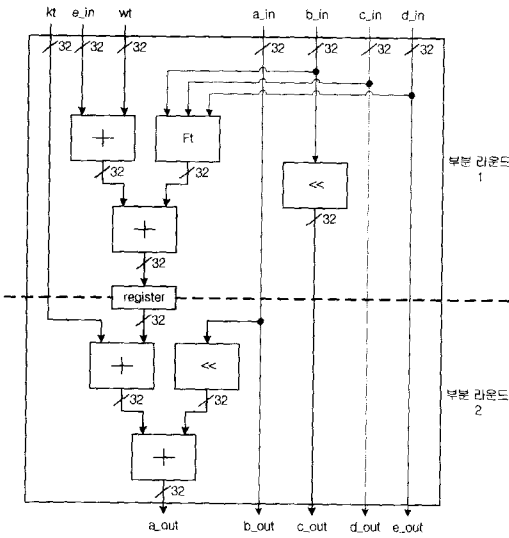 kt e_in wt a_in b_in c_in d_in
32 32 32 32 32 32 32
+ Ft
부분 라운드
1
<<
32 32
32
+
32
register
32
+ <<
부분 라운드
2
32 32
+
32
a_out b_out c_out d_out e_out